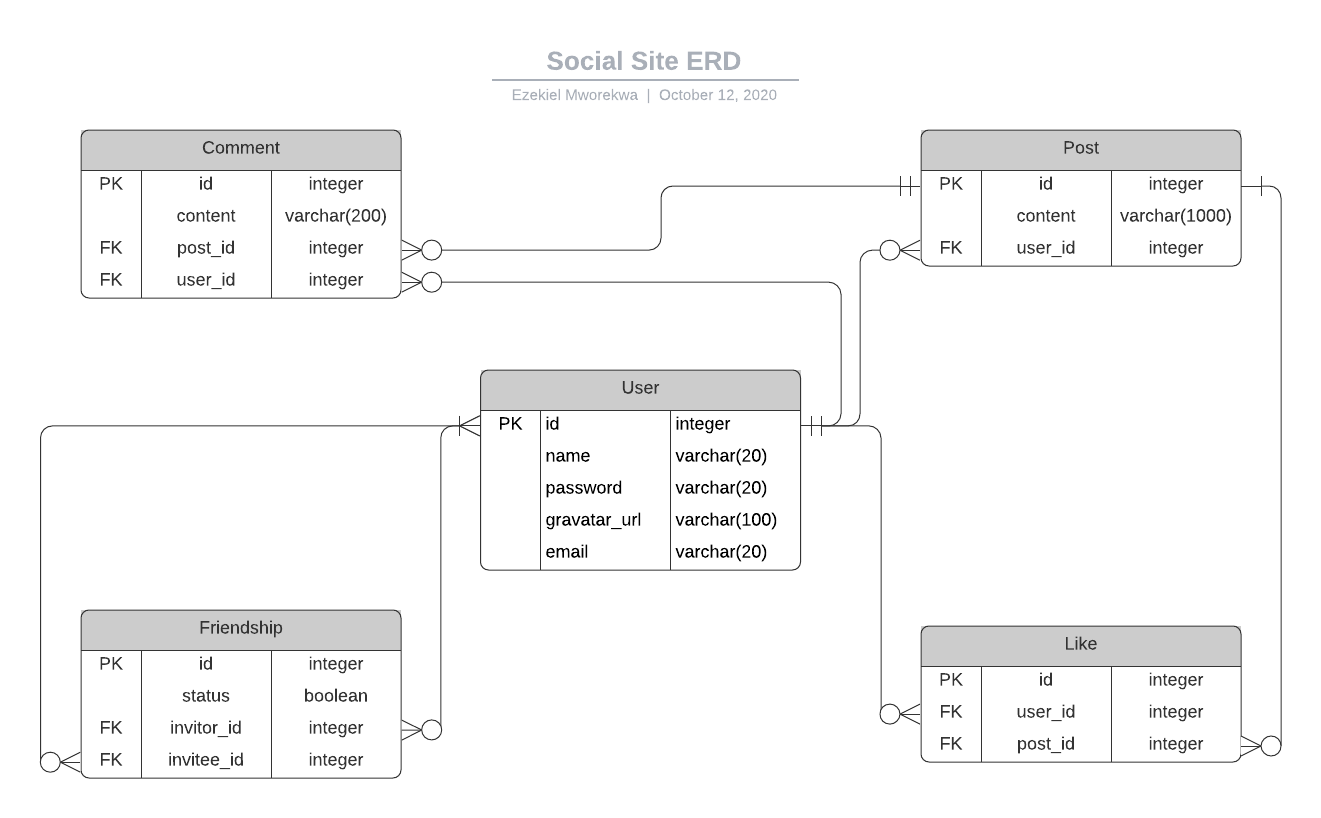 Social Site ERD
Ezekiel Mworekwa | October 12, 2020
Comment
PK id integer
content varchar(200)
FK post_id integer
FK user_id integer
Post
PK id integer
content varchar(1000)
FK user_id integer
User
PK id integer
name varchar(20)
password varchar(20)
gravatar_url varchar(100)
email varchar(20)
Friendship
PK id integer
status boolean
FK invitor_id integer
FK invitee_id integer
Like
PK id integer
FK user_id integer
FK post_id integer